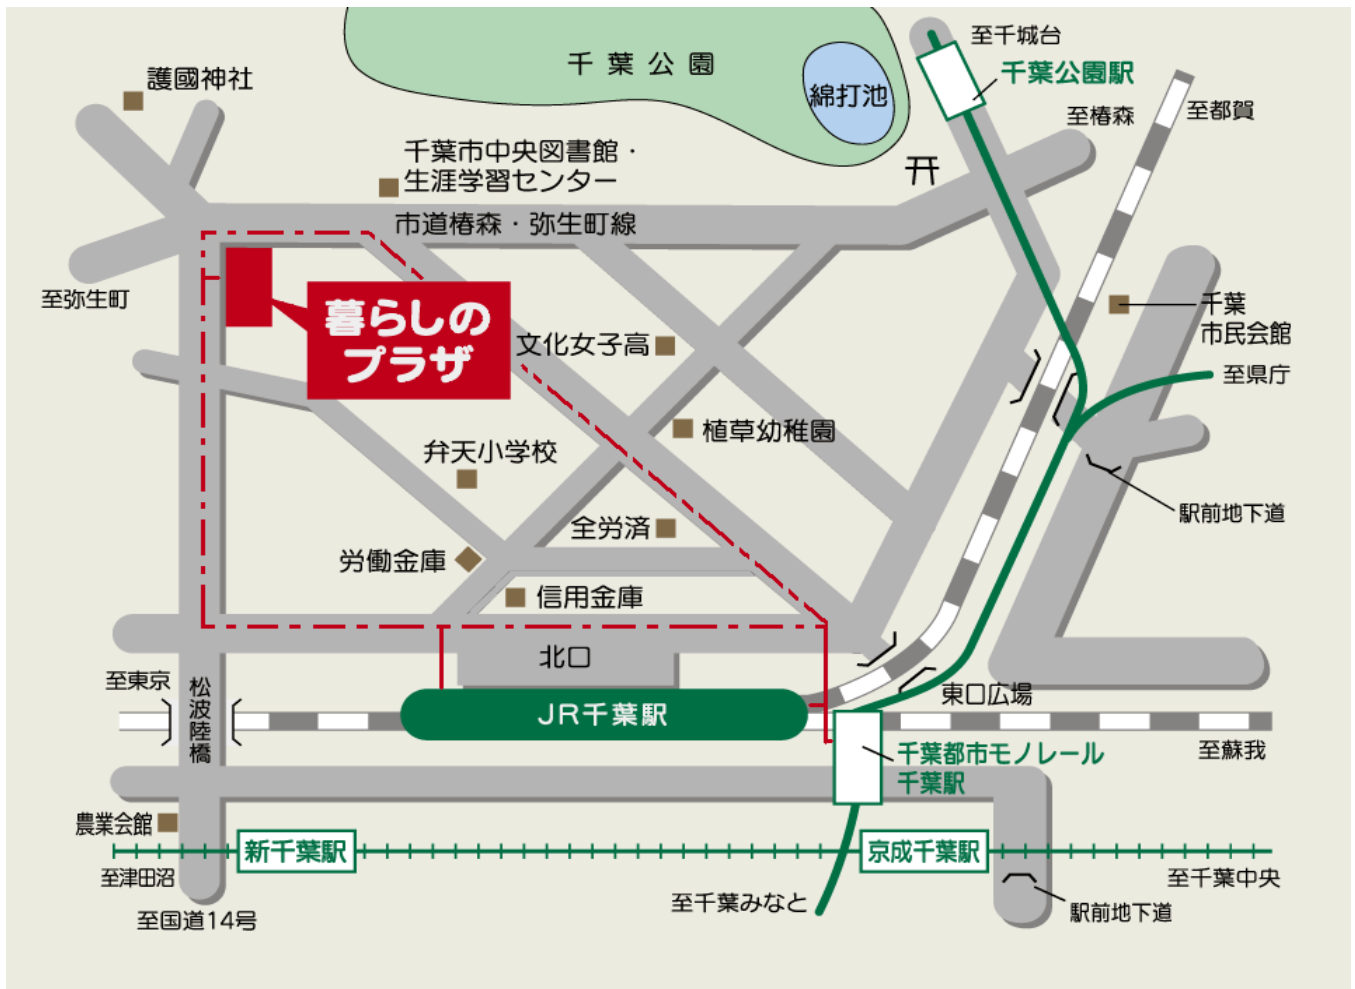 至千城台
千葉公園
千葉公園駅
護國神社
綿打池
至椿森
至都賀
千葉市中央図書館・
生涯学習センター
市道椿森・弥生町線
至弥生町
暮らしの
プラザ
千葉
市民会館
文化女子高
至県庁
植草幼稚園
弁天小学校
駅前地下道
全労済
労働金庫
信用金庫
北口
至東京
松波陸橋
東口広場
JR千葉駅
至蘇我
千葉都市モノレール
千葉駅
農業会館
新千葉駅
京成千葉駅
至津田沼
至千葉中央
至千葉みなと
駅前地下道
至国道14号